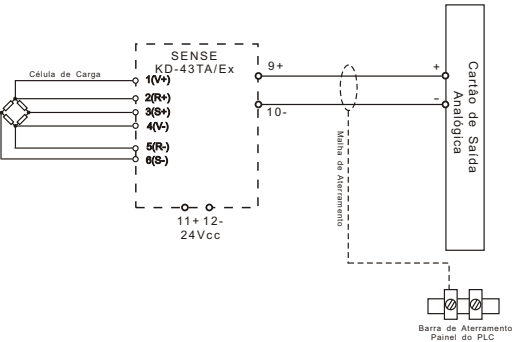 SENSE
KD-43TA/Ex
Célula de Carga
1(V+)
2(R+)
3(S+)
4(V-)
5(R-)
6(S-)
9+
10-
11+ 12-
24Vcc
+
-
Cartão de Saída
Analógica
Malha de Aterramento
Barra de Aterramento
Painel do PLC